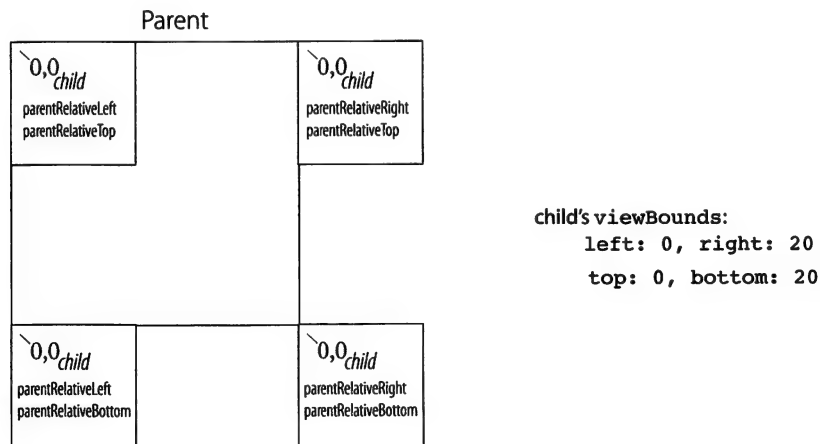 Parent
0,0child
parentRelativeLeft
parentRelativeTop
0,0child
parentRelativeRight
parentRelativeTop
child's viewBounds:
left: 0, right: 20
top: 0, bottom: 20
0,0child
parentRelativeLeft
parentRelativeBottom
0,0child
parentRelativeRight
parentRelativeBottom